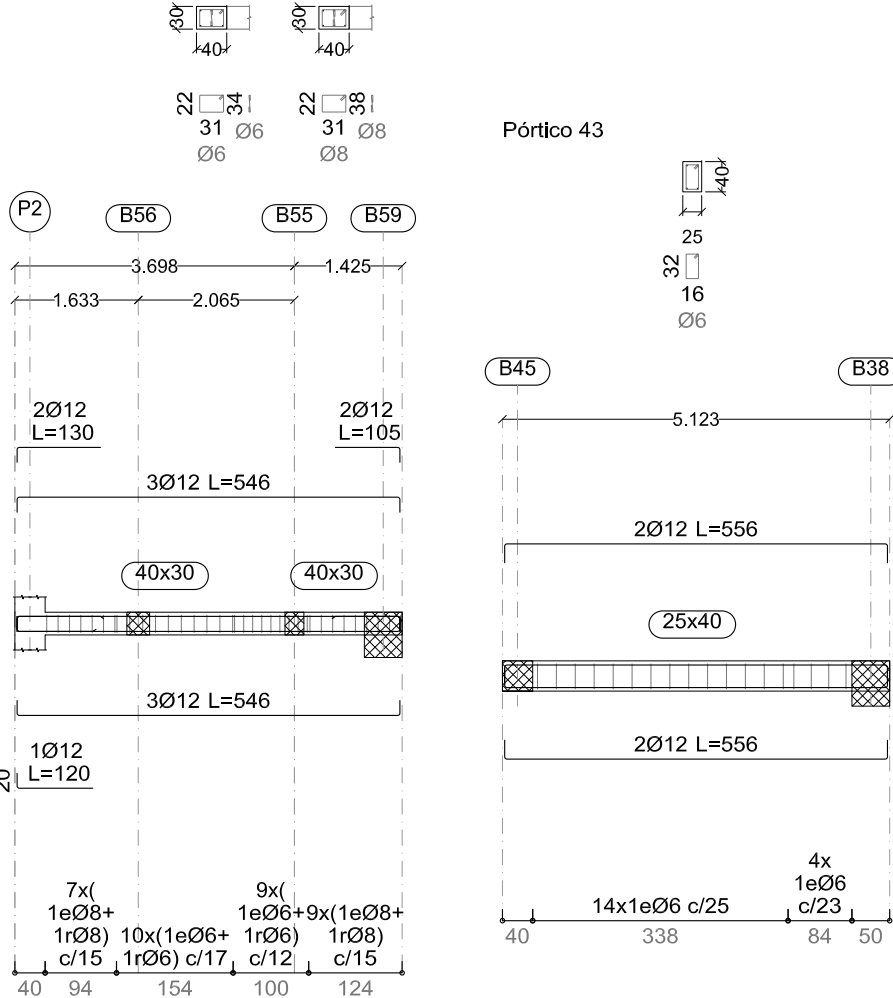 30
40
22
31
34
Ø6
Ø6
30
40
22
31
38
Ø8
Ø8
P2
B56
B55
B59
3.698
1.425
1.633
2.065
2Ø12
L=130
2Ø12
L=105
3Ø12 L=546
40x30
40x30
3Ø12 L=546
20
1Ø12
L=120
7x(
1eØ8+
1rØ8)
c/15
10x(1eØ6+
1rØ6) c/17
9x(
1eØ6+
1rØ6)
c/12
9x(1eØ8+
1rØ8)
c/15
40
94
154
100
124
Pórtico 43
40
25
32
16
Ø6
B45
B38
5.123
2Ø12 L=556
25x40
2Ø12 L=556
14x1eØ6 c/25
4x
1eØ6
c/23
40
338
84
50